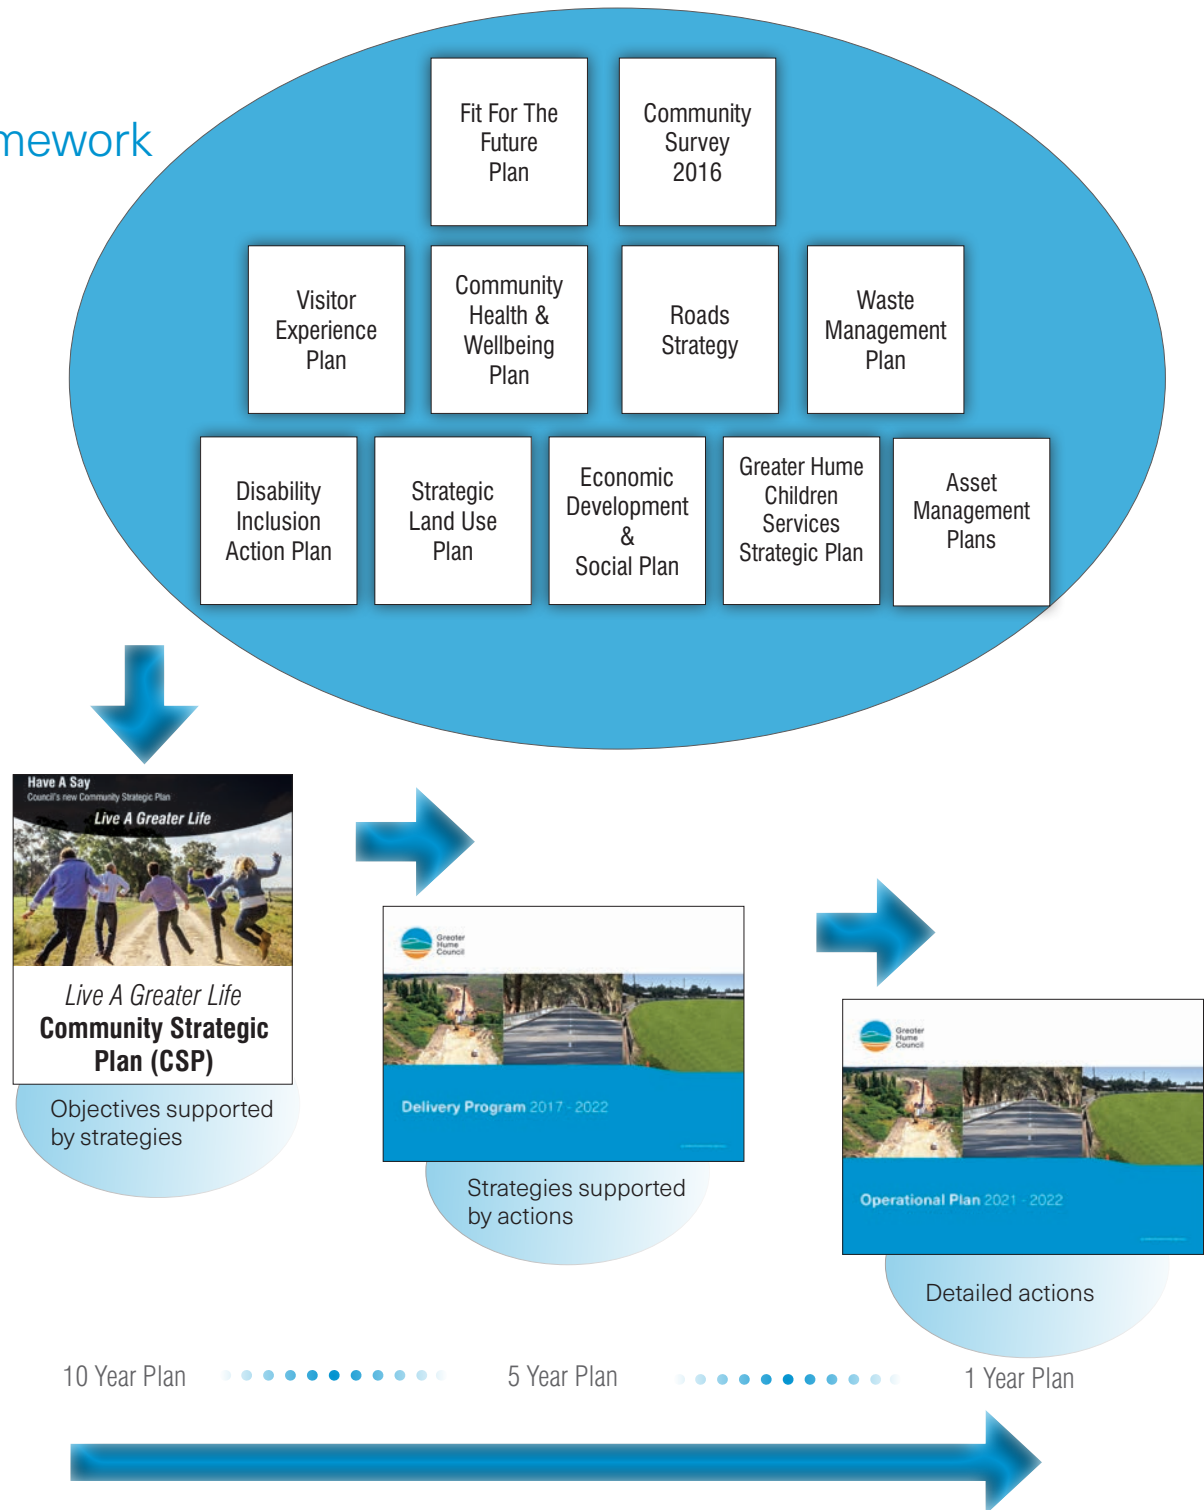 mework
Fit For The
Future
Plan
Community
Survey
2016
Visitor
Experience
Plan
Community
Health &
Wellbeing
Plan
Roads
Strategy
Waste
Management
Plan
Disability
Inclusion
Action Plan
Strategic
Land Use
Plan
Economic
Development
&
Social Plan
Greater Hume
Children
Services
Strategic Plan
Asset
Management
Plans
Have A Say
Council's new Community Strategic Plan
Live A Greater Life
Live A Greater Life
Community Strategic
Plan (CSP)
Objectives supported
by strategies
Greater
Hume
Council
Delivery Program 2017 - 2022
Strategies supported
by actions
Greater
Hume
Council
Operational Plan 2021 - 2022
Detailed actions
10 Year Plan
5 Year Plan
1 Year Plan